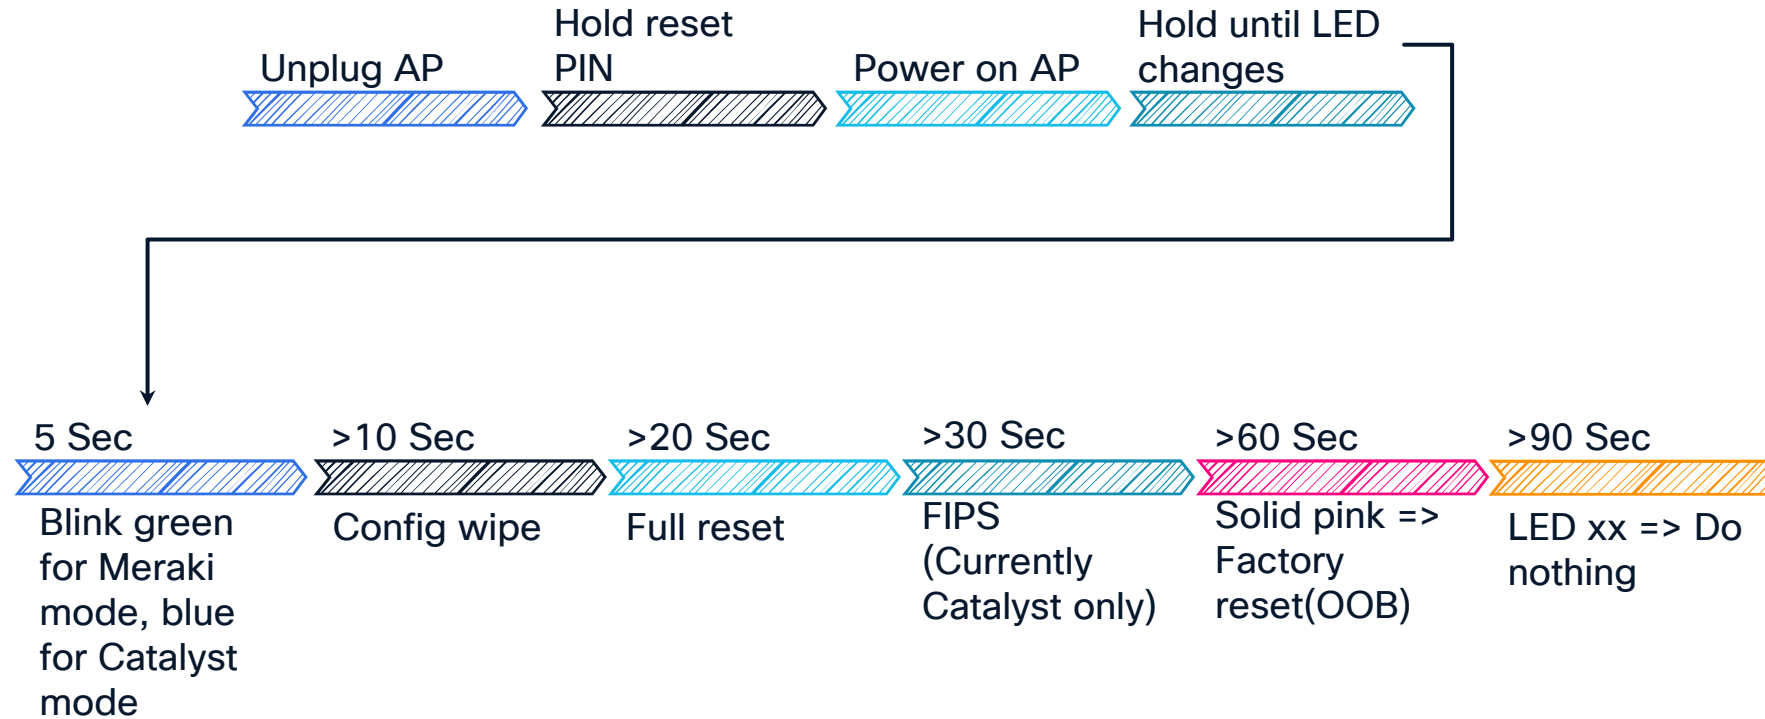 Unplug AP
Hold reset
PIN
Power on AP
Hold until LED
changes
5 Sec
Blink green
for Meraki
mode, blue
for Catalyst
mode
>10 Sec
Config wipe
>20 Sec
Full reset
>30 Sec
FIPS
(Currently
Catalyst only)
>60 Sec
Solid pink =>
Factory
reset(OOB)
>90 Sec
LED xx => Do
nothing